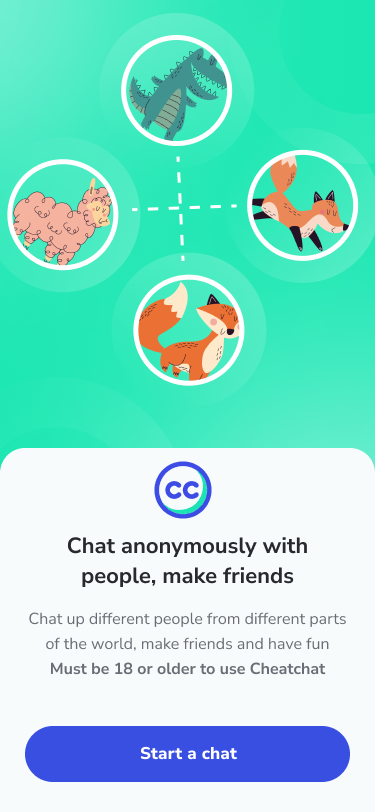 cc
Chat anonymously with
people, make friends
Chat up different people from different parts
of the world, make friends and have fun
Must be 18 or older to use Cheatchat
Start a chat